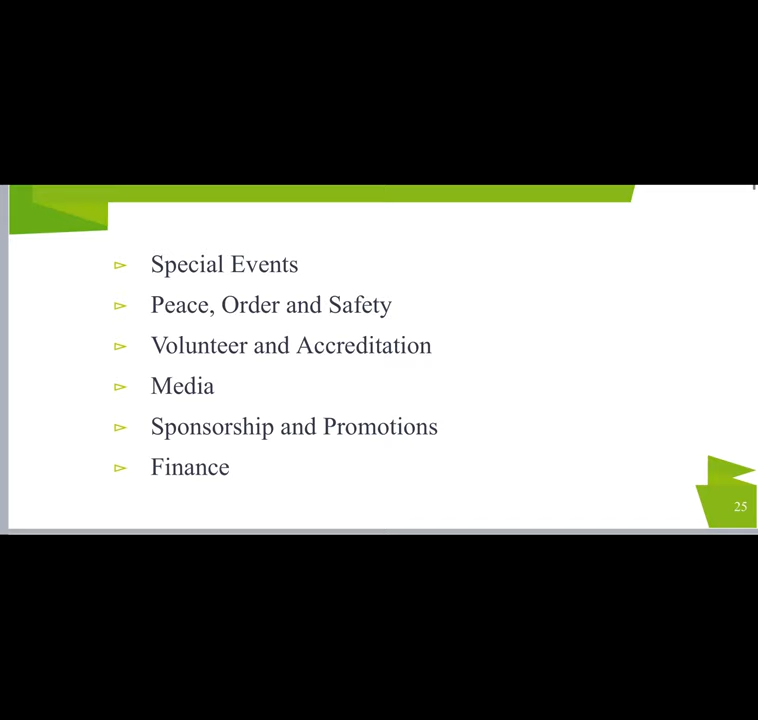 Special Events
Peace, Order and Safety
Volunteer and Accreditation
Media
Sponsorship and Promotions
Finance
25